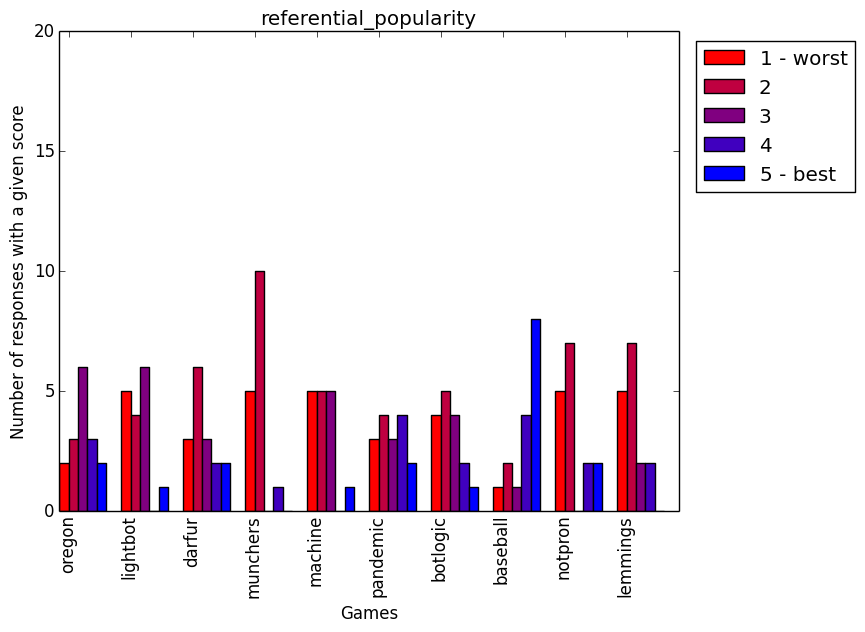 referential_popularity
20
15
10
5
0
Number of responses with a given score
oregon
lightbot
darfur
munchers
machine
pandemic
botlogic
baseball
notpron
lemmings
Games
1 - worst
2
3
4
5 - best